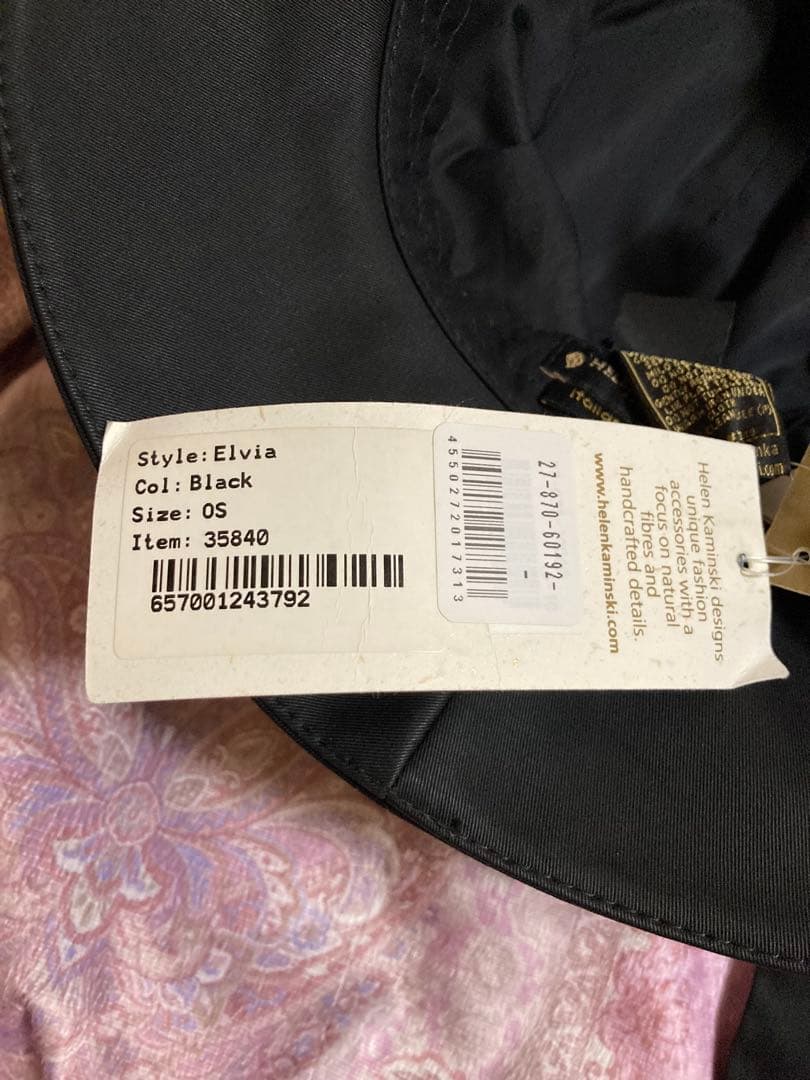 Style: Elvia
Col: Black
Size: OS
Item: 35840
657001243792
27-870-60192-
-
4550272017313
Helen Kaminski designs
unique fashion
accessories with a
focus on natural
fibres and
handcrafted details.
www.helenkaminski.com